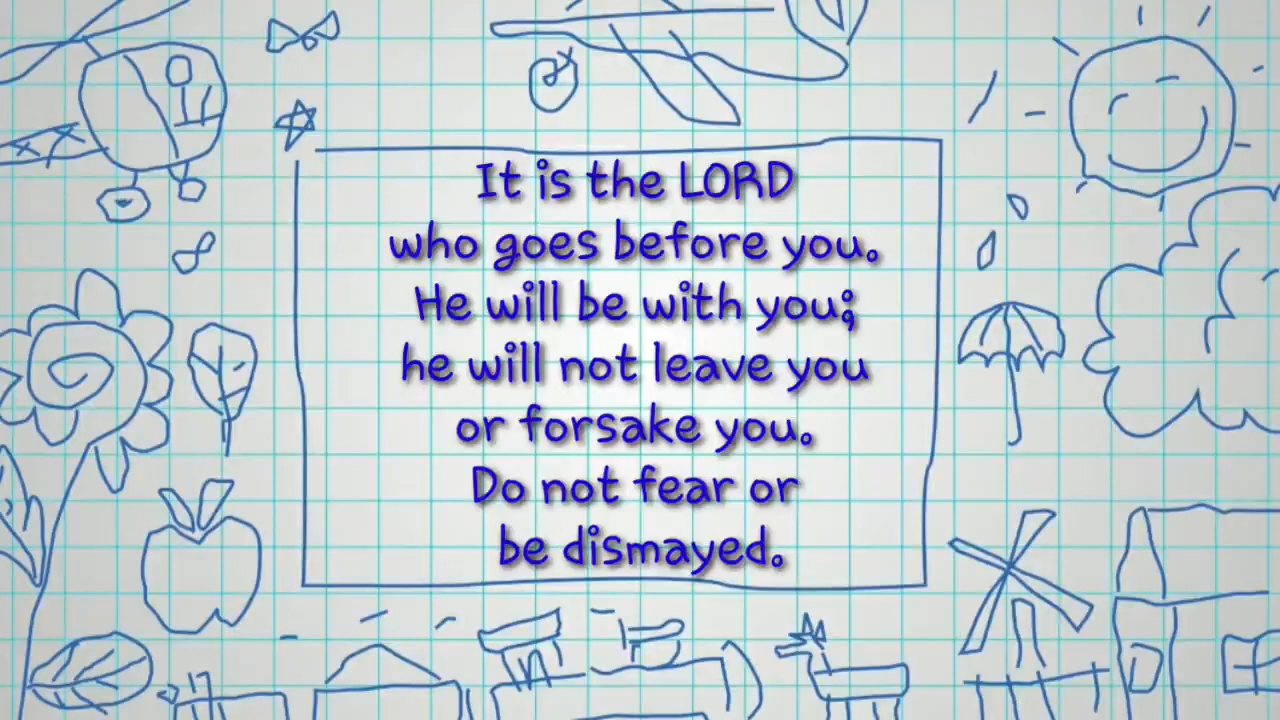 It is the LORD
who goes before you.
He will be with you;
he will not leave you
or forsake you.
Do not fear or
be dismayed.